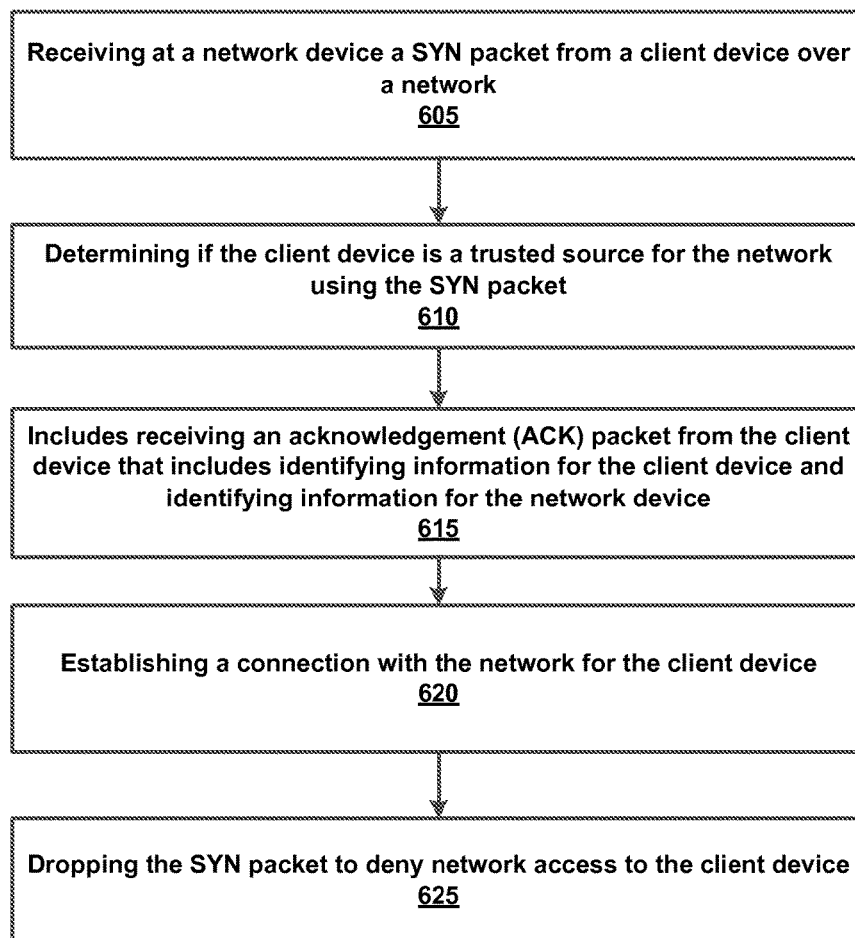 Receiving at a network device a SYN packet from a client device over
a network
605
Determining if the client device is a trusted source for the network
using the SYN packet
610
Includes receiving an acknowledgement (ACK) packet from the client
device that includes identifying information for the client device and
identifying information for the network device
615
Establishing a connection with the network for the client device
620
Dropping the SYN packet to deny network access to the client device
625